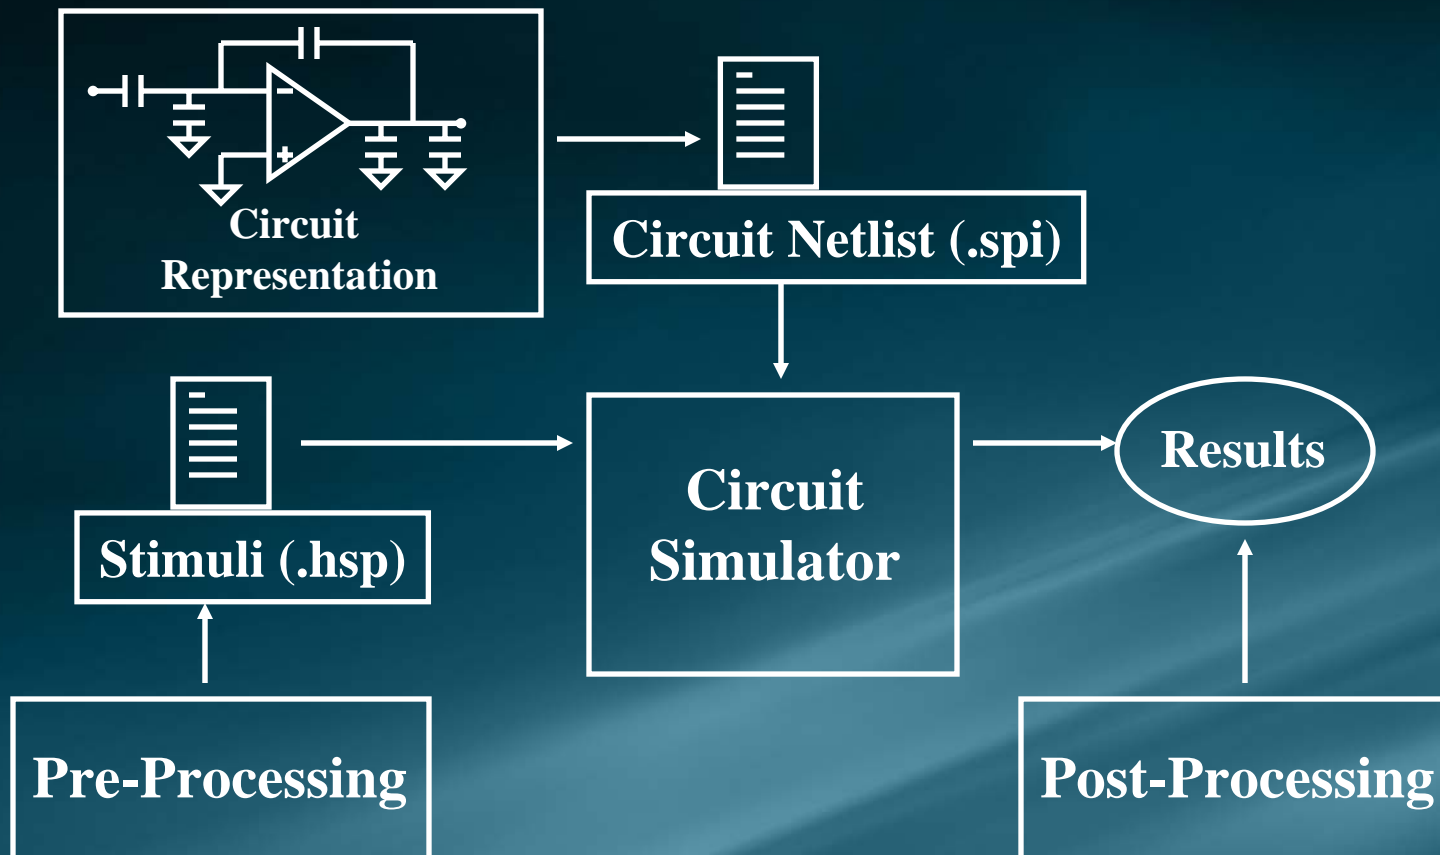 Circuit
Representation
Circuit Netlist (.spi)
Stimuli (.hsp)
Circuit
Simulator
Results
Pre-Processing
Post-Processing